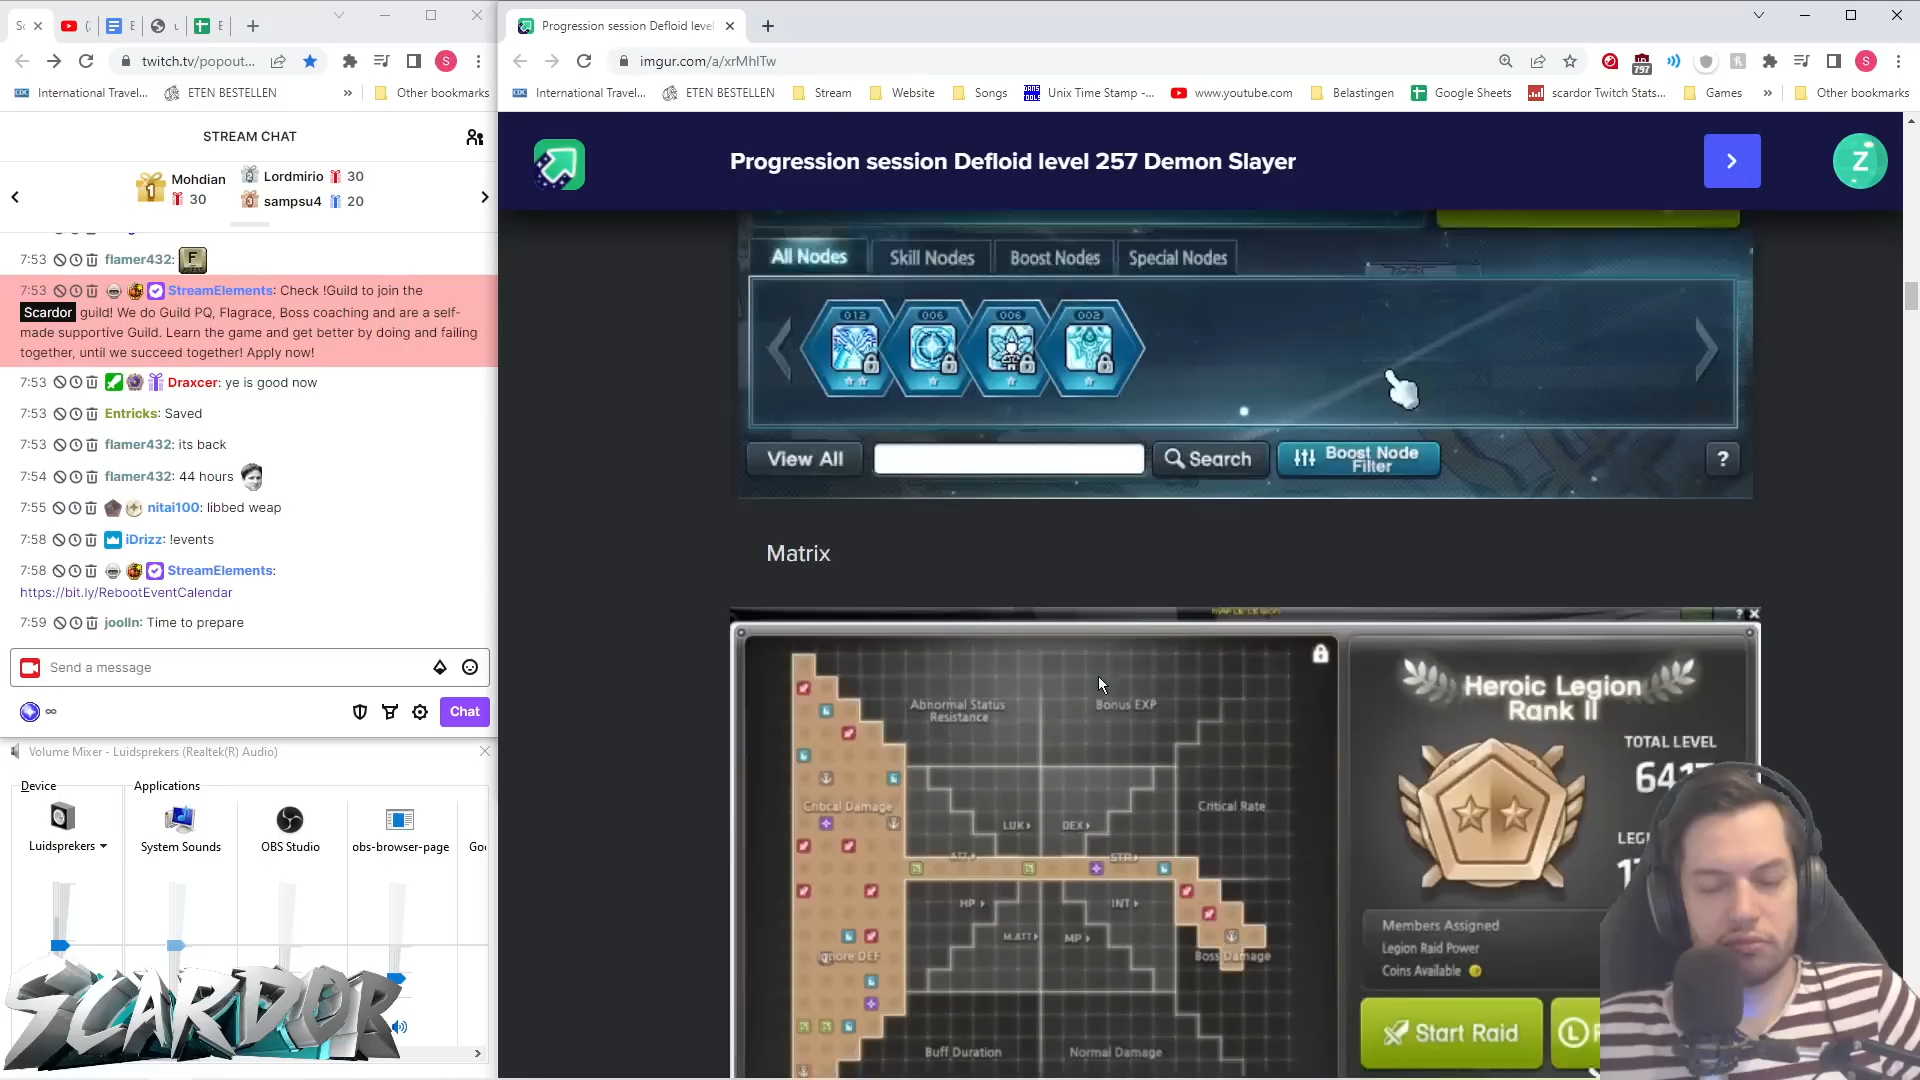 Progression session Defloid level
twitch.tv/popout...
imgur.com/a/xrMhlTw
International Travel...
ETEN BESTELLEN
Other bookmarks
International Travel...
ETEN BESTELLEN
Stream
Website
Songs
Unix Time Stamp -...
www.youtube.com
Belastingen
Google Sheets
scardor Twitch Stats...
Games
Other bookmarks
STREAM CHAT
Mohdian
30
Lordmirio 30
sampsu4 20
7:53 flamer432: F
7:53 StreamElements: Check !Guild to join the
Scardor guild! We do Guild PQ, Flagrace, Boss coaching and are a self-
made supportive Guild. Learn the game and get better by doing and failing
together, until we succeed together! Apply now!
7:53 Draxcer: ye is good now
7:53 Entricks: Saved
7:53 flamer432: its back
7:54 flamer432: 44 hours
7:55 nitai100: libbed weap
7:58 iDrizz: !events
7:58 StreamElements:
https://bit.ly/RebootEventCalendar
7:59 joolln: Time to prepare
Send a message
Chat
Volume Mixer - Luidsprekers (Realtek(R) Audio)
Device
Applications
Luidsprekers
System Sounds
OBS Studio
obs-browser-page
SCARDOR
Progression session Defloid level 257 Demon Slayer
Z
All Nodes
Skill Nodes
Boost Nodes
Special Nodes
012
006
006
002
View All
Search
Boost Node
Filter
?
Matrix
Abnormal Status
Resistance
Bonus EXP
Critical Damage
Critical Rate
LUK
DEX
ATT
STR
HP
INT
M.ATT
MP
Ignore DEF
Boss Damage
Buff Duration
Normal Damage
Heroic Legion
Rank II
TOTAL LEVEL
Members Assigned
Legion Raid Power
Coins Available
Start Raid